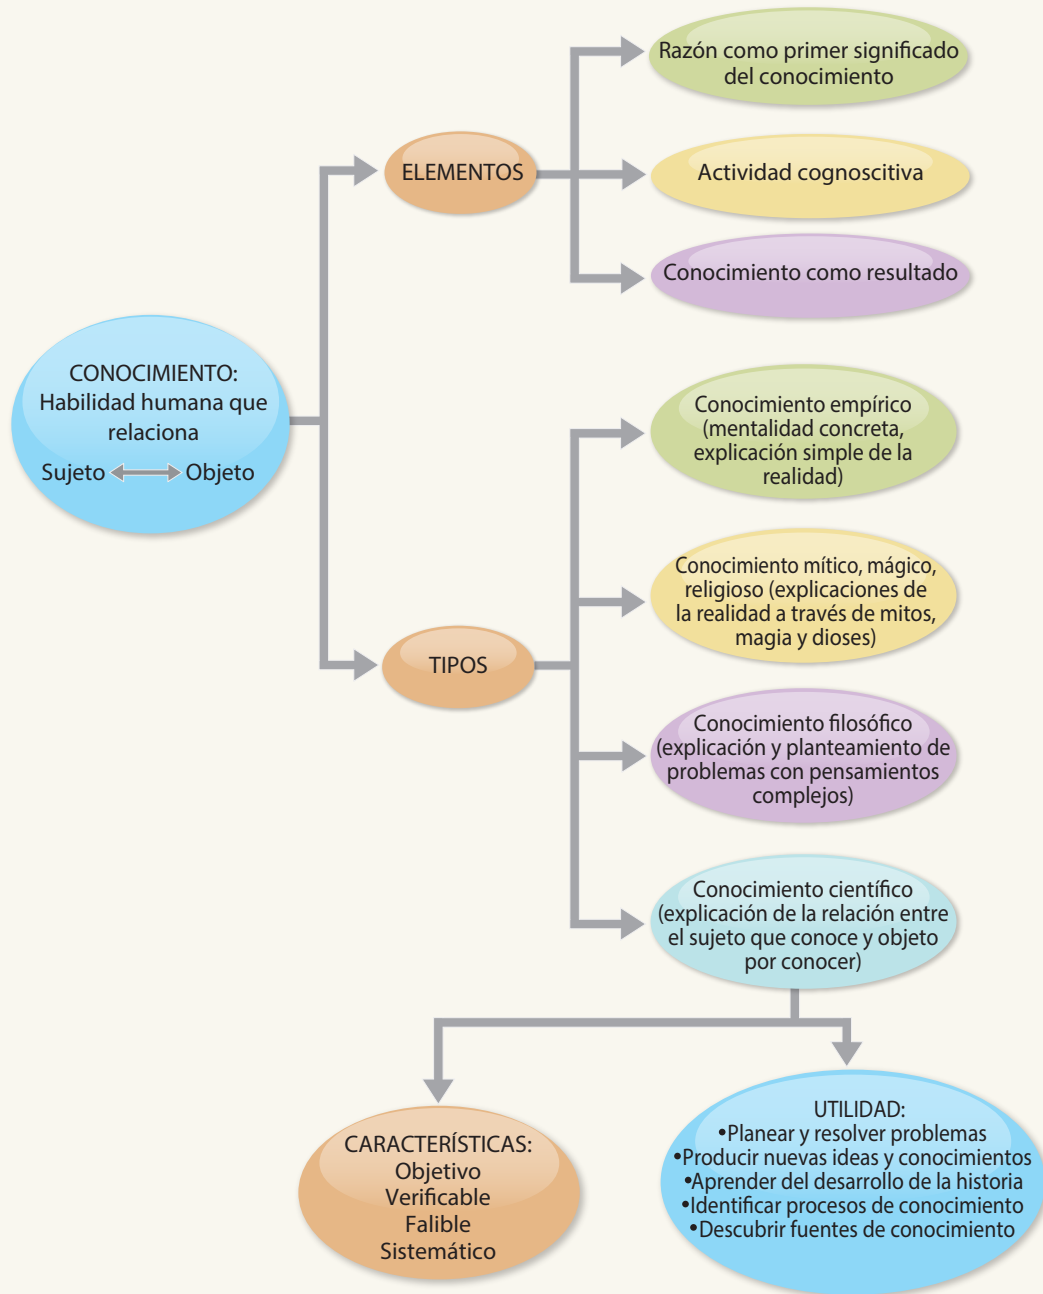 Razón como primer significado
del conocimiento
ELEMENTOS
Actividad cognoscitiva
Conocimiento como resultado
CONOCIMIENTO:
Habilidad humana que
relaciona
Sujeto Objeto
Conocimiento empírico
(mentalidad concreta,
explicación simple de la
realidad)
Conocimiento mítico, mágico,
religioso (explicaciones de
la realidad a través de mitos,
magia y dioses)
TIPOS
Conocimiento filosófico
(explicación y planteamiento de
problemas con pensamientos
complejos)
Conocimiento científico
(explicación de la relación entre
el sujeto que conoce y objeto
por conocer)
CARACTERÍSTICAS:
Objetivo
Verificable
Falible
Sistemático
UTILIDAD:
•Planear y resolver problemas
•Producir nuevas ideas y conocimientos
•Aprender del desarrollo de la historia
•Identificar procesos de conocimiento
•Descubrir fuentes de conocimiento